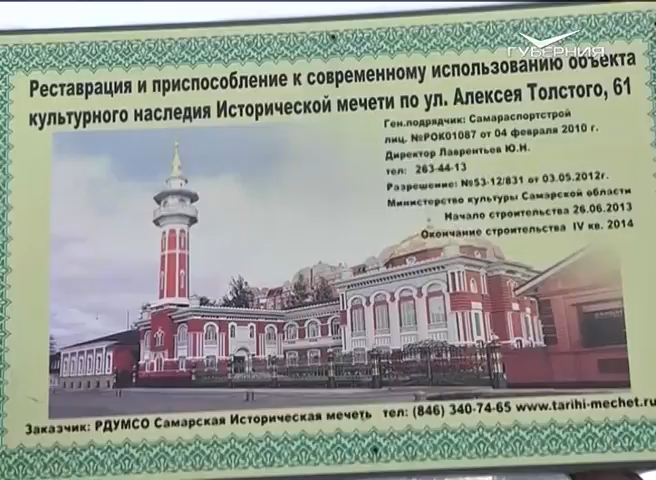 ГУБЕРНИЯ
Реставрация и приспособление к современному использованию объекта
культурного наследия Исторической мечети по ул. Алексея Толстого, 61
Ген.подрядчик: Самараспортстрой
лиц. №РОК01087 от 04 февраля 2010 г.
Директор Лаврентьев Ю.Н.
тел: 263-44-13
Разрешение: №53-12/831 от 03.05.2012г.
Министерство культуры Самарской области
Начало строительства 26.06.2013
Окончание строительства IV кв. 2014
Заказчик: РДУМСО Самарская Историческая мечеть тел: (846) 340-74-65 www.tarihi-mechet.ru